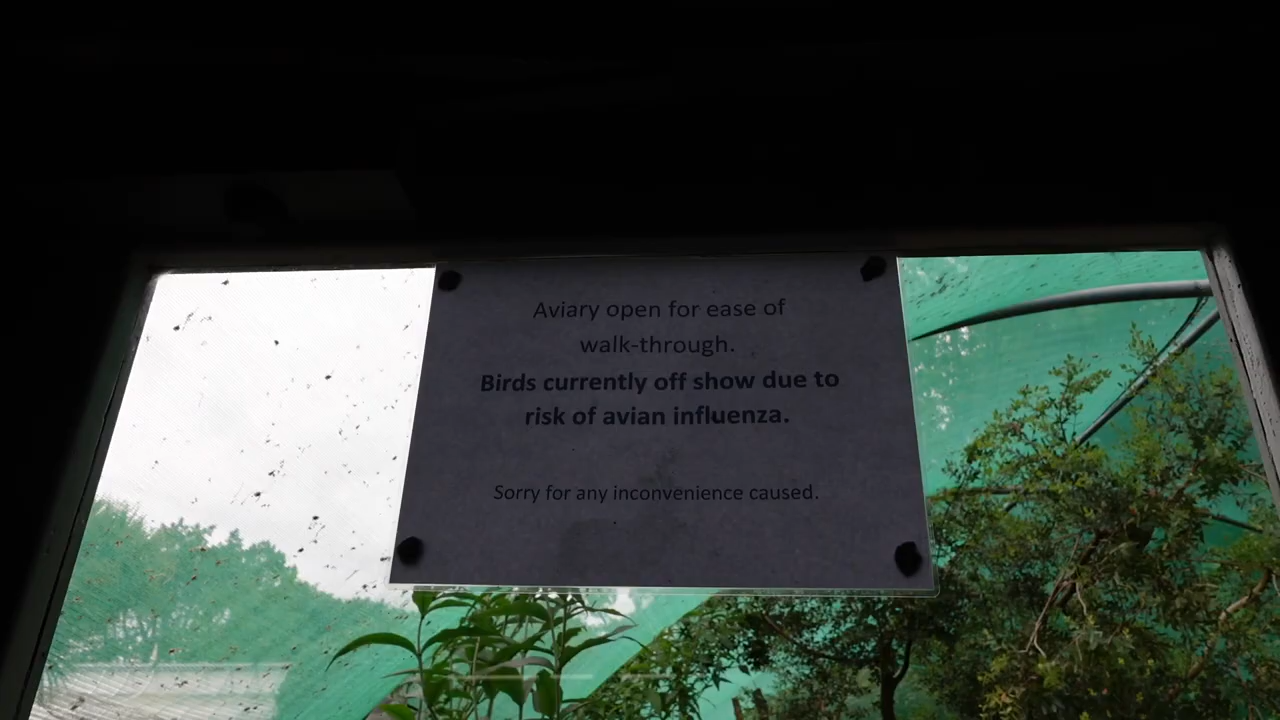 Aviary open for ease of
walk-through.
Birds currently off show due to
risk of avian influenza.
Sorry for any inconvenience caused.